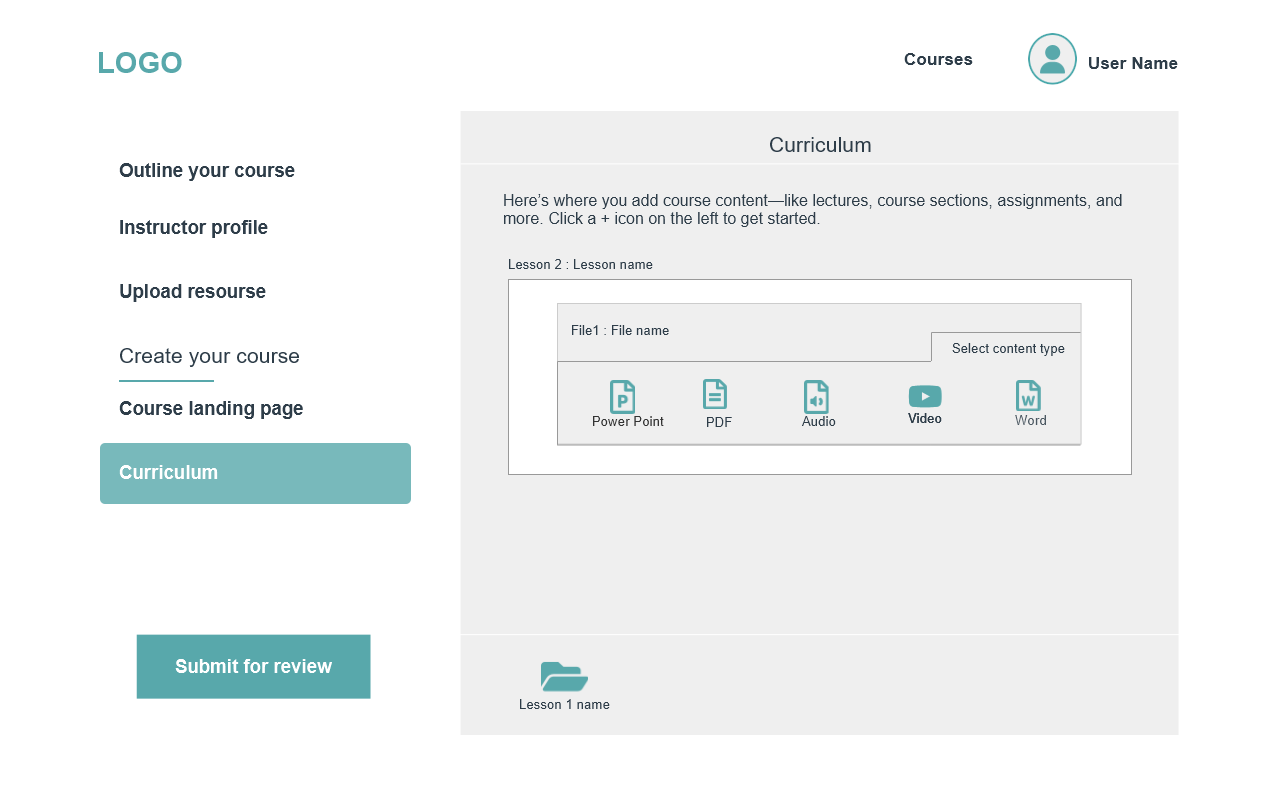 LOGO
Courses
User Name
Outline your course
Instructor profile
Upload resourse
Create your course
Course landing page
Curriculum
Submit for review
Curriculum
Here’s where you add course content—like lectures, course sections, assignments, and
more. Click a + icon on the left to get started.
Lesson 2 : Lesson name
File1 : File name
Select content type
Power Point
PDF
Audio
Video
Word
Lesson 1 name